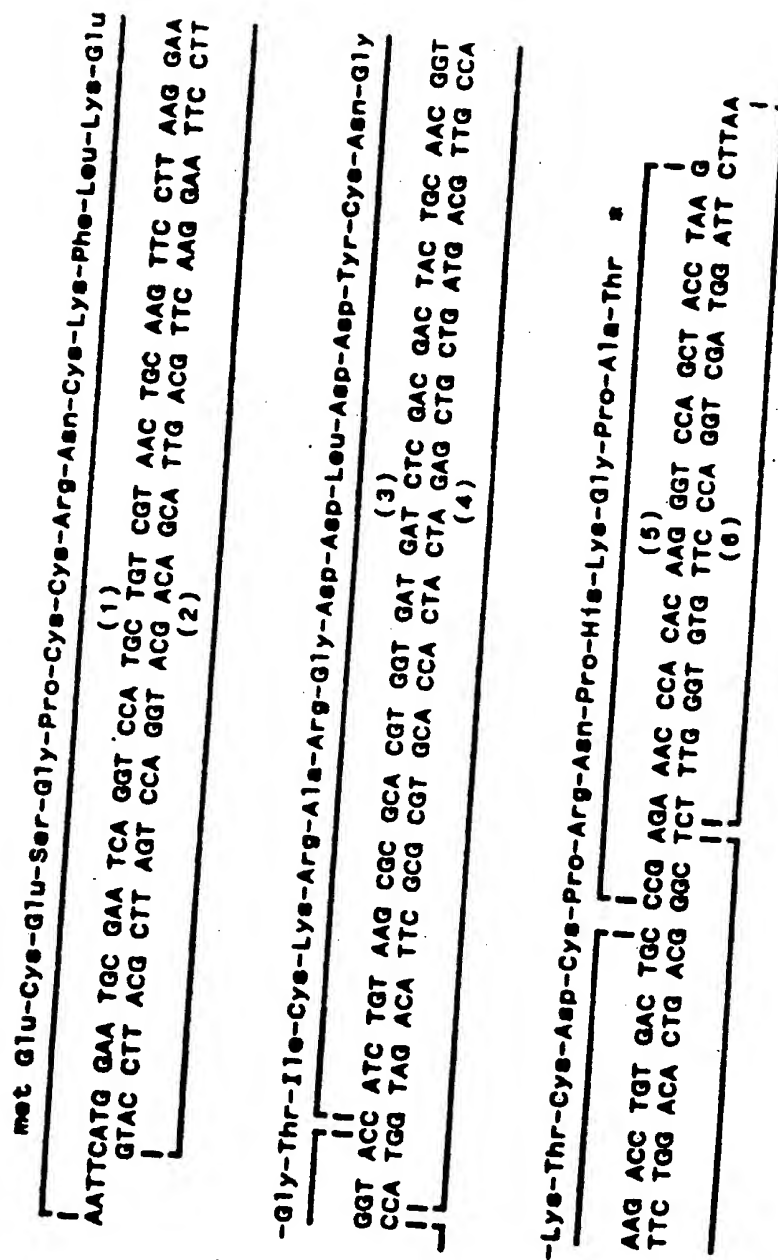 met Glu-Cys-Glu-Ser-Gly-Pro-Cys-Cys-Arg-Asn-Cys-Lys-Phe-Leu-Lys-Glu
AATTCATG GAA TGC GAA TCA GGT CCA TGC TGT CGT AAC TGC AAG TTC CTT AAG GAA
(1)
GTAC CTT ACG CTT AGT CCA GGT ACG ACA GCA TTG ACG TTC AAG GAA TTC CTT
(2)
-Gly-Thr-Ile-Cys-Lys-Arg-Ala-Arg-Gly-Asp-Asp-Leu-Asp-Asp-Tyr-Cys-Asn-Gly
(3)
GGT ACC ATC TGT AAG CGC GCA CGT GGT GAT GAT CTC GAC GAC TAC TGC AAC GGT
CCA TGG TAG ACA TTC GCG CGT GCA CCA CTA CTA GAG CTG CTG ATG ACG TTG CCA
(4)
-Lys-Thr-Cys-Asp-Cys-Pro-Arg-Asn-Pro-His-Lys-Gly-Pro-Ala-Thr *
(5)
AAG ACC TGT GAC TGC CCG AGA AAC CCA CAC AAG GGT CCA GCT ACC TAA G
TTC TGG ACA CTG ACG GGC TCT TTG GGT GTG TTC CCA GGT CGA TGG ATT CTTAA
(6)